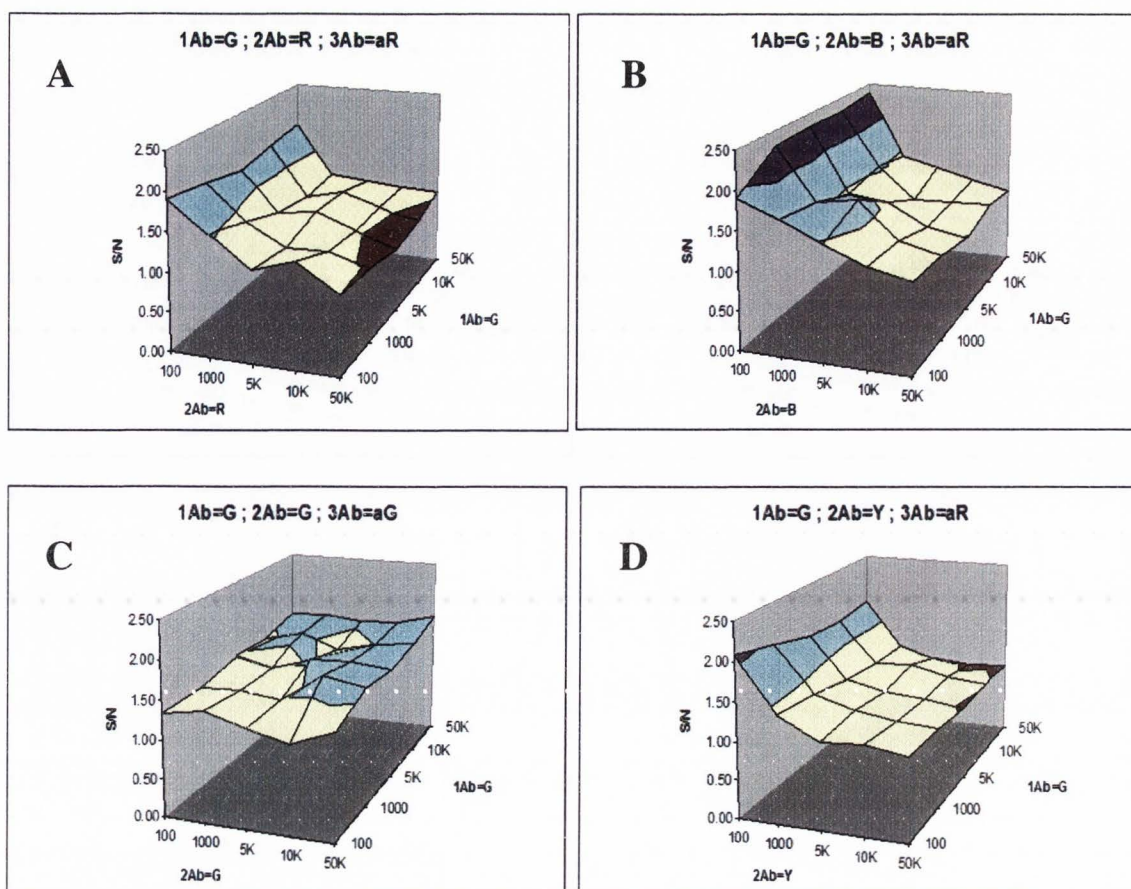 1Ab=G ; 2Ab=R ; 3Ab=aR
A
2.50
2.00
1.50
1.00
0.50
0.00
S/N
100
1000
5K
10K
50K
2Ab=R
100
1000
5K
10K
50K
1Ab=G
1Ab=G ; 2Ab=B ; 3Ab=aR
B
2.50
2.00
1.50
1.00
0.50
0.00
S/N
100
1000
5K
10K
50K
2Ab=B
100
1000
5K
10K
50K
1Ab=G
1Ab=G ; 2Ab=G ; 3Ab=aG
C
2.50
2.00
1.50
1.00
0.50
0.00
S/N
100
1000
5K
10K
50K
2Ab=G
100
1000
5K
10K
50K
1Ab=G
1Ab=G ; 2Ab=Y ; 3Ab=aR
D
2.50
2.00
1.50
1.00
0.50
0.00
S/N
100
1000
5K
10K
50K
2Ab=Y
100
1000
5K
10K
50K
1Ab=G